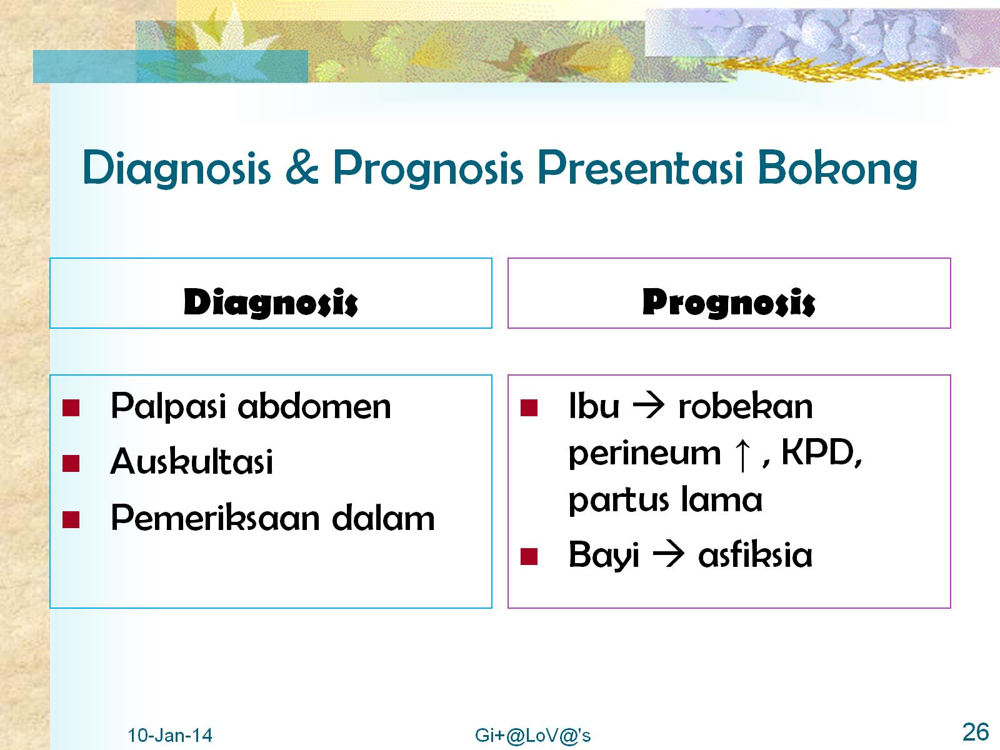 Diagnosis & Prognosis Presentasi Bokong
Diagnosis
Palpasi abdomen
Auskultasi
Pemeriksaan dalam
Prognosis
Ibu → robekan
perineum ↑ , KPD,
partus lama
Bayi → asfiksia
10-Jan-14
Gi+@LoV@'s
26